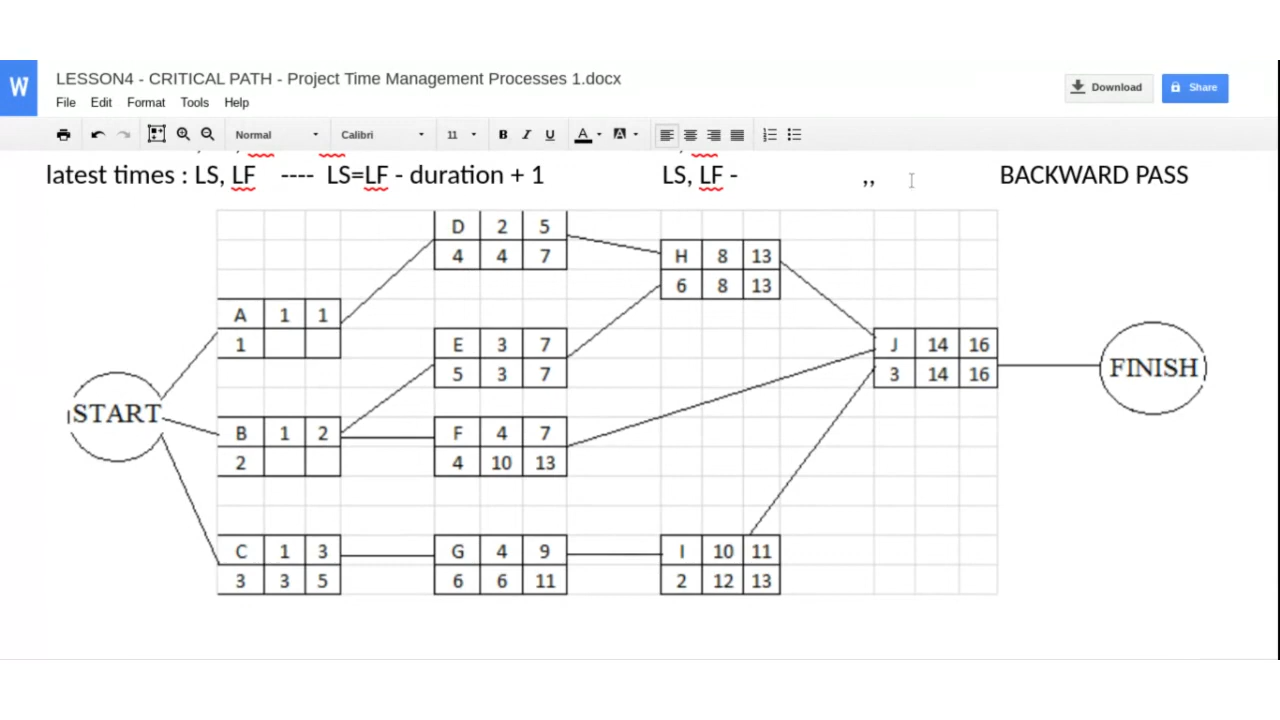 W
LESSON4 - CRITICAL PATH - Project Time Management Processes 1.docx
File Edit Format Tools Help
Download Share
Normal Calibri 11 B I U A A
latest times : LS, LF ---- LS=LF - duration + 1 LS, LF - ,, BACKWARD PASS
D 2 5
4 4 7
H 8 13
6 8 13
A 1 1
1
E 3 7
5 3 7
J 14 16
3 14 16
FINISH
START
B 1 2
2
F 4 7
4 10 13
C 1 3
3 3 5
G 4 9
6 6 11
I 10 11
2 12 13